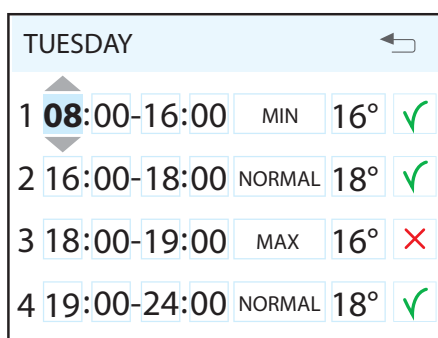 TUESDAY
1 08:00-16:00 MIN 16°
2 16:00-18:00 NORMAL 18°
3 18:00-19:00 MAX 16°
4 19:00-24:00 NORMAL 18°